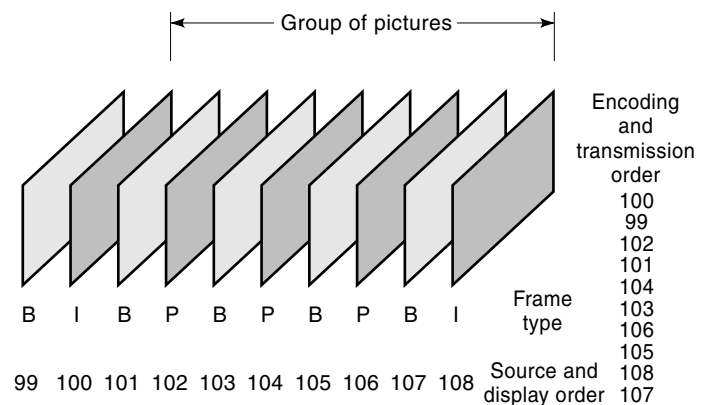 Group of pictures
Encoding
and
transmission
order
100
99
102
101
104
103
106
105
108
107
B I B P B P B P B I
Frame
type
99 100 101 102 103 104 105 106 107 108
Source and
display order